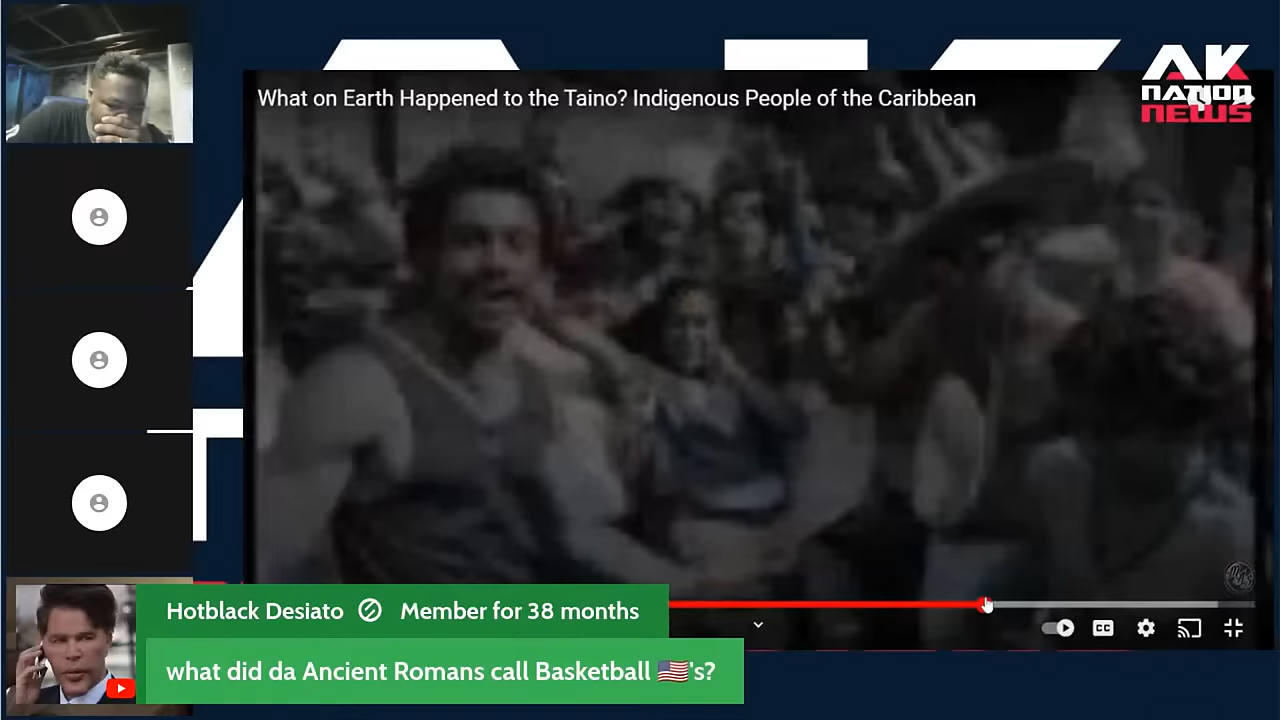 What on Earth Happened to the Taino? Indigenous People of the Caribbean
AK
NATION
NEWS
CC
Hotblack Desiato Member for 38 months
what did da Ancient Romans call Basketball 🇺🇸's?